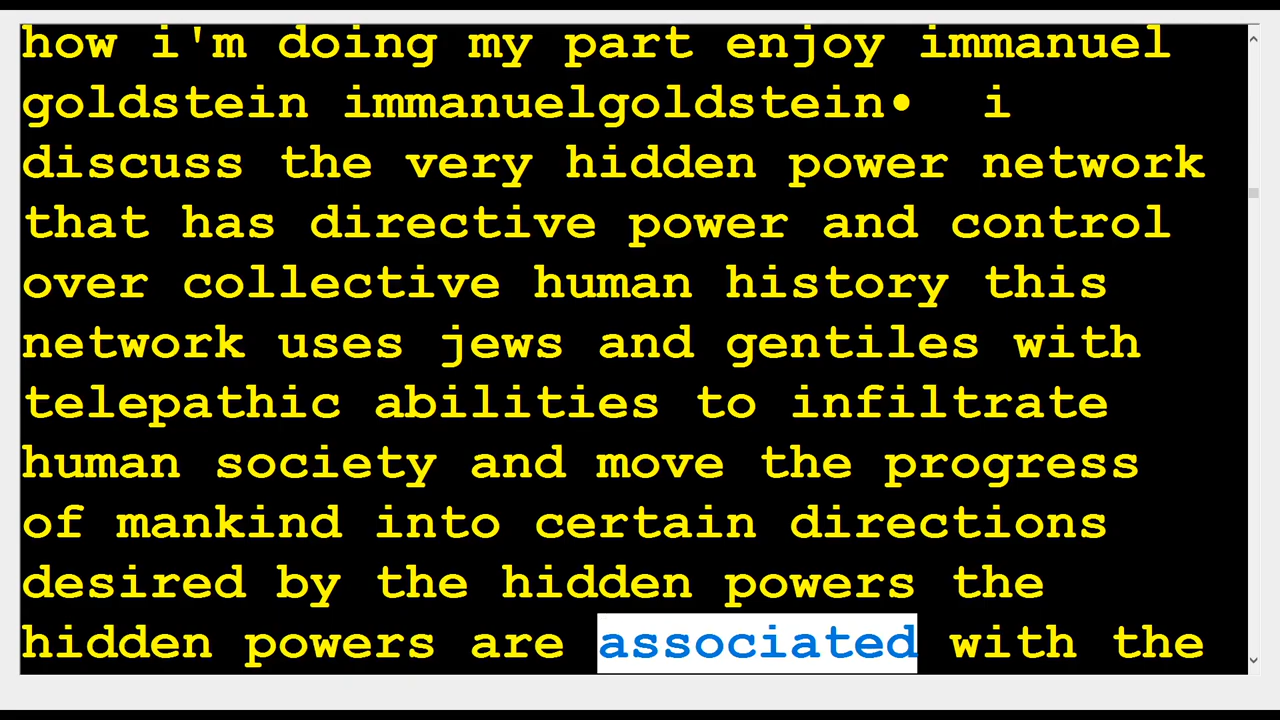 how i'm doing my part enjoy immanuel
goldstein immanuelgoldstein• i
discuss the very hidden power network
that has directive power and control
over collective human history this
network uses jews and gentiles with
telepathic abilities to infiltrate
human society and move the progress
of mankind into certain directions
desired by the hidden powers the
hidden powers are associated with the